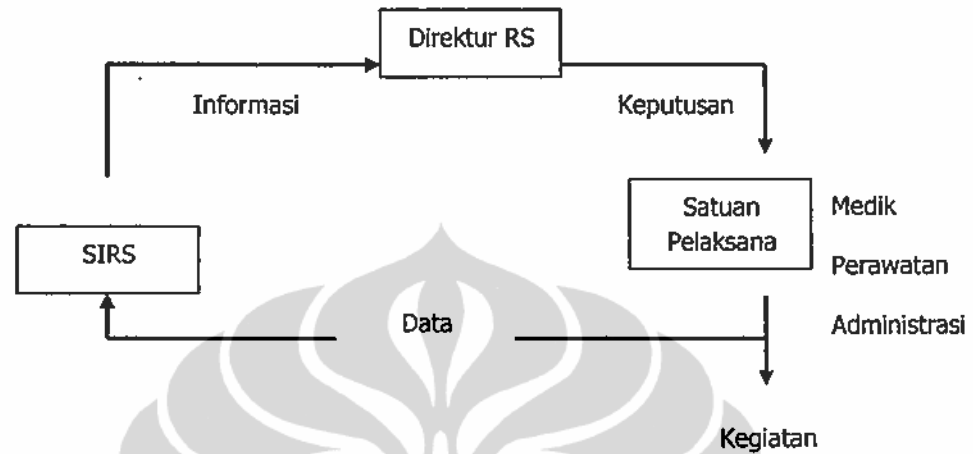 Direktur RS
Informasi
Keputusan
Satuan
Pelaksana
Medik
Perawatan
Administrasi
SIRS
Data
Kegiatan